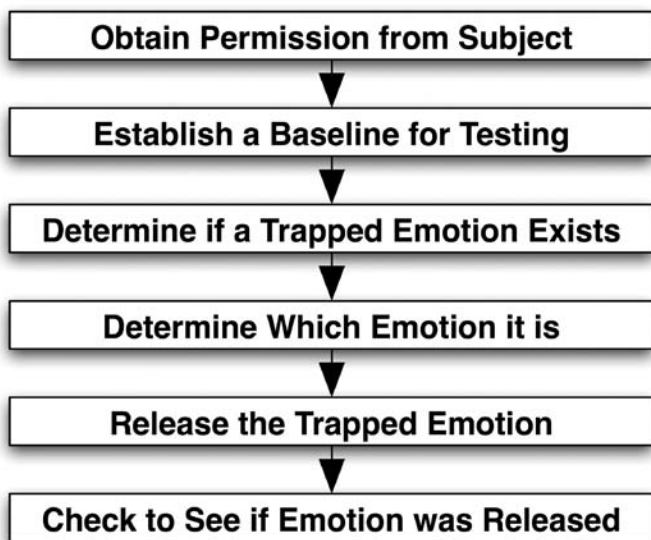 Obtain Permission from Subject
Establish a Baseline for Testing
Determine if a Trapped Emotion Exists
Determine Which Emotion it is
Release the Trapped Emotion
Check to See if Emotion was Released